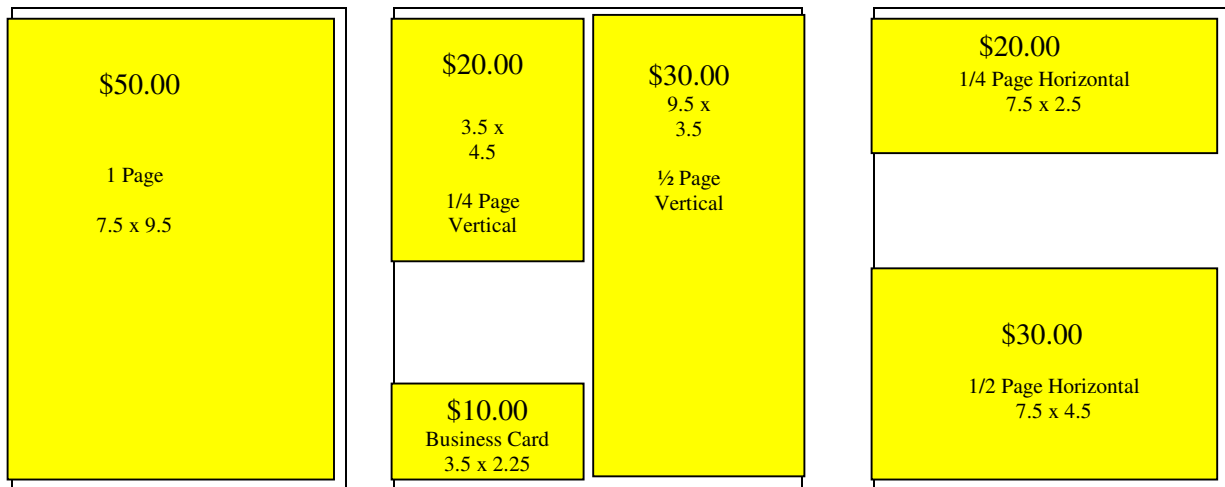 $50.00
1 Page
7.5 x 9.5
$20.00
3.5 x
4.5
1/4 Page
Vertical
$10.00
Business Card
3.5 x 2.25
$30.00
9.5 x
3.5
½ Page
Vertical
$20.00
1/4 Page Horizontal
7.5 x 2.5
$30.00
1/2 Page Horizontal
7.5 x 4.5